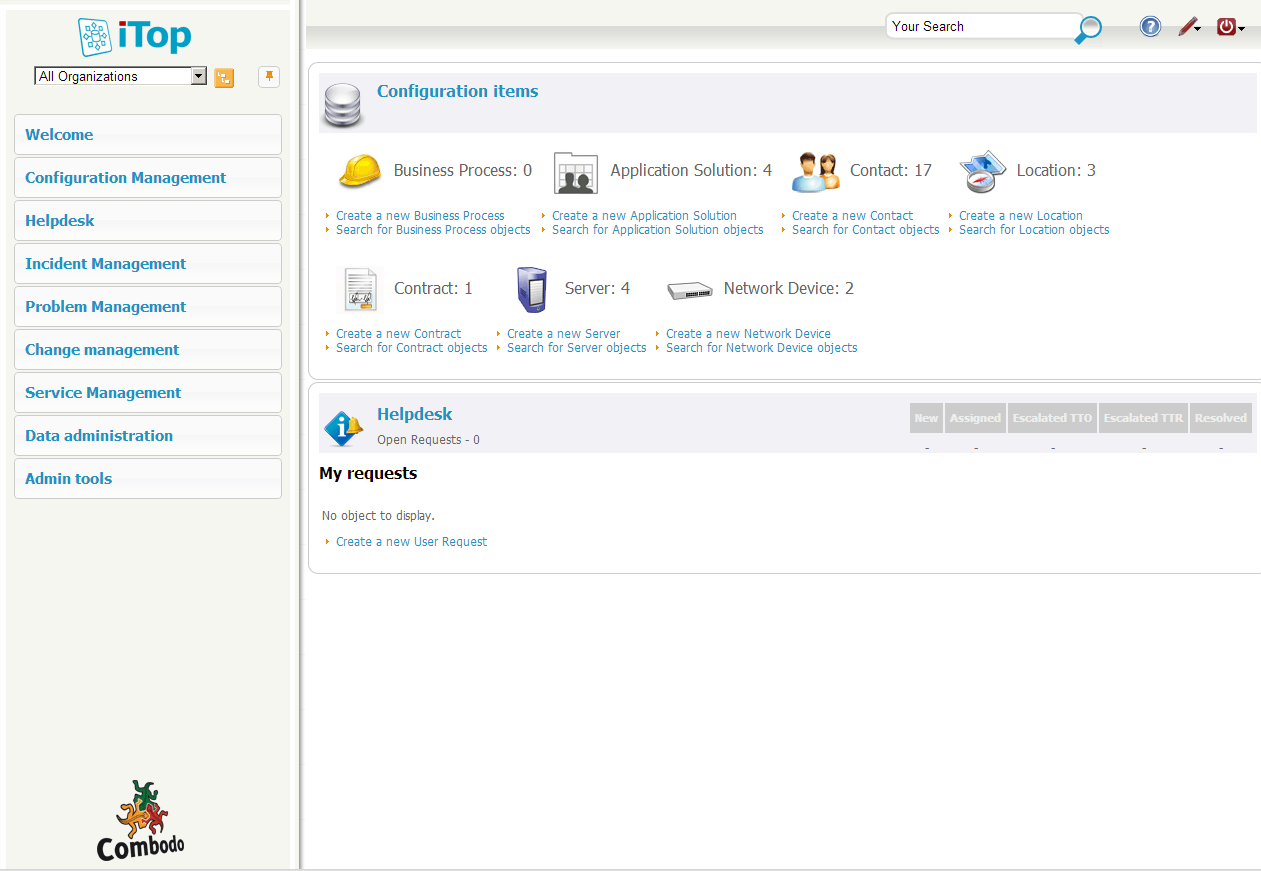 iTop
All Organizations
Welcome
Configuration Management
Helpdesk
Incident Management
Problem Management
Change management
Service Management
Data administration
Admin tools
Combodo
Your Search
Configuration items
Business Process: 0
Create a new Business Process
Search for Business Process objects
Application Solution: 4
Create a new Application Solution
Search for Application Solution objects
Contact: 17
Create a new Contact
Search for Contact objects
Location: 3
Create a new Location
Search for Location objects
Contract: 1
Create a new Contract
Search for Contract objects
Server: 4
Create a new Server
Search for Server objects
Network Device: 2
Create a new Network Device
Search for Network Device objects
Helpdesk
Open Requests - 0
New Assigned Escalated TTO Escalated TTR Resolved
- - - - -
My requests
No object to display.
Create a new User Request